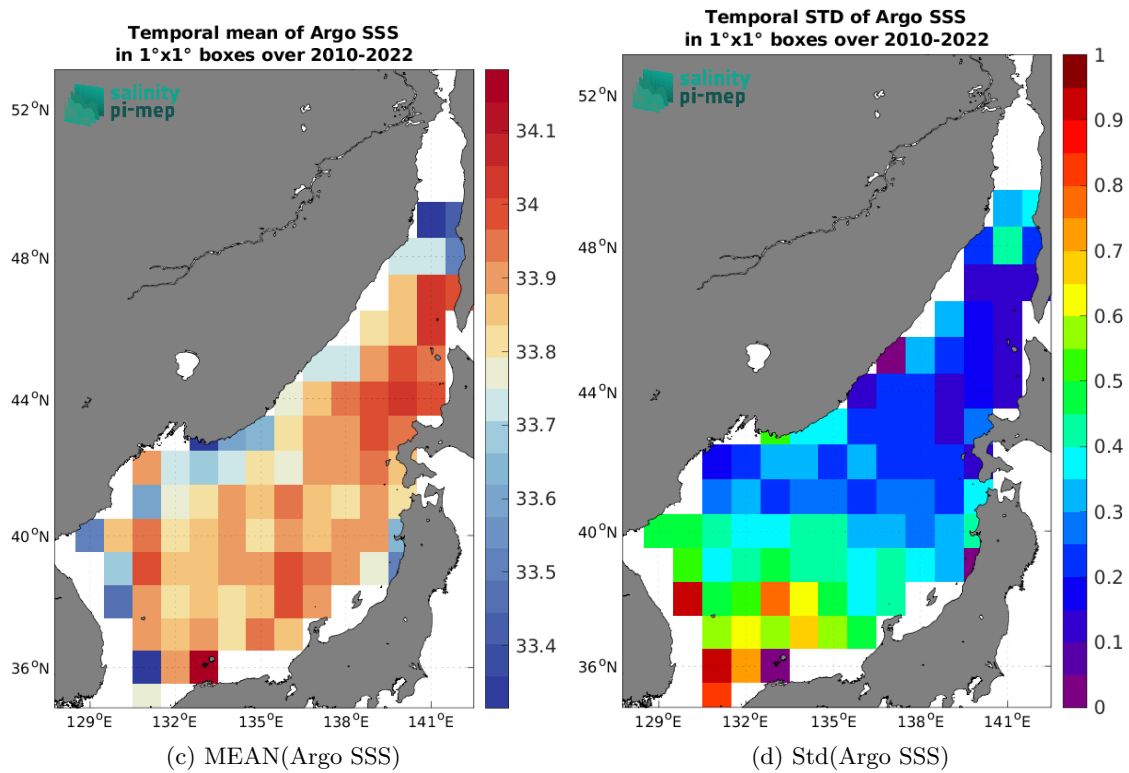 Temporal mean of Argo SSS
in 1°x1° boxes over 2010-2022
salinity
pi-mep
52°N
48°N
44°N
40°N
36°N
129°E
132°E
135°E
138°E
141°E
34.1
34
33.9
33.8
33.7
33.6
33.5
33.4
(c) MEAN(Argo SSS)
Temporal STD of Argo SSS
in 1°x1° boxes over 2010-2022
salinity
pi-mep
52°N
48°N
44°N
40°N
36°N
129°E
132°E
135°E
138°E
141°E
1
0.9
0.8
0.7
0.6
0.5
0.4
0.3
0.2
0.1
0
(d) Std(Argo SSS)